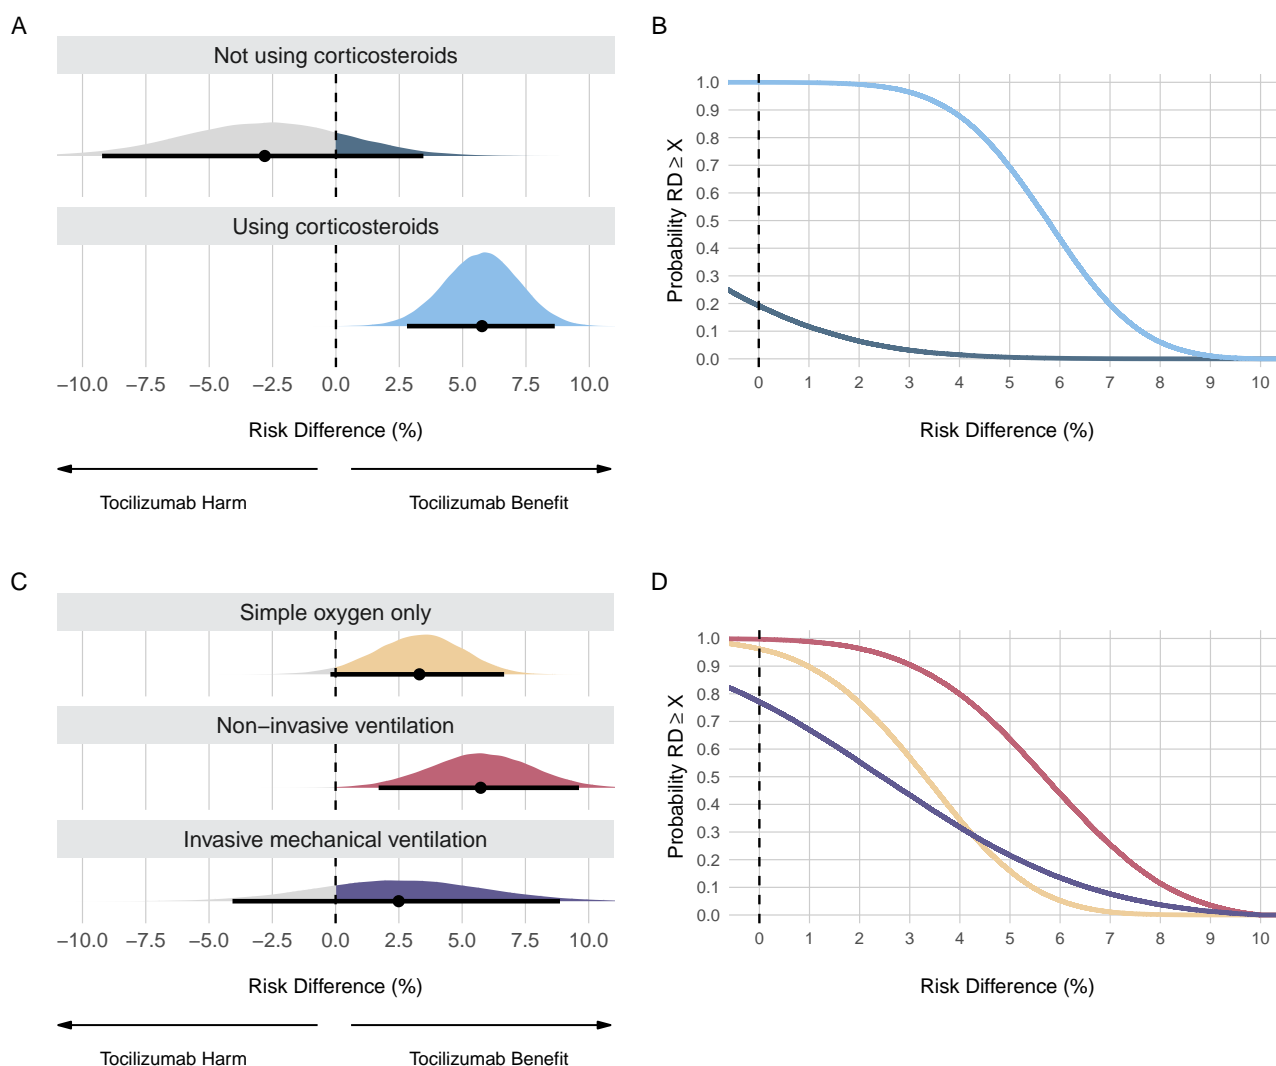 A
Not using corticosteroids
Using corticosteroids
−10.0 −7.5 −5.0 −2.5 0.0 2.5 5.0 7.5 10.0
Risk Difference (%)
Tocilizumab Harm Tocilizumab Benefit
B
1.0
0.9
0.8
0.7
0.6
0.5
0.4
0.3
0.2
0.1
0.0
Probability RD ≥ X
0 1 2 3 4 5 6 7 8 9 10
Risk Difference (%)
C
Simple oxygen only
Non−invasive ventilation
Invasive mechanical ventilation
−10.0 −7.5 −5.0 −2.5 0.0 2.5 5.0 7.5 10.0
Risk Difference (%)
Tocilizumab Harm Tocilizumab Benefit
D
1.0
0.9
0.8
0.7
0.6
0.5
0.4
0.3
0.2
0.1
0.0
Probability RD ≥ X
0 1 2 3 4 5 6 7 8 9 10
Risk Difference (%)